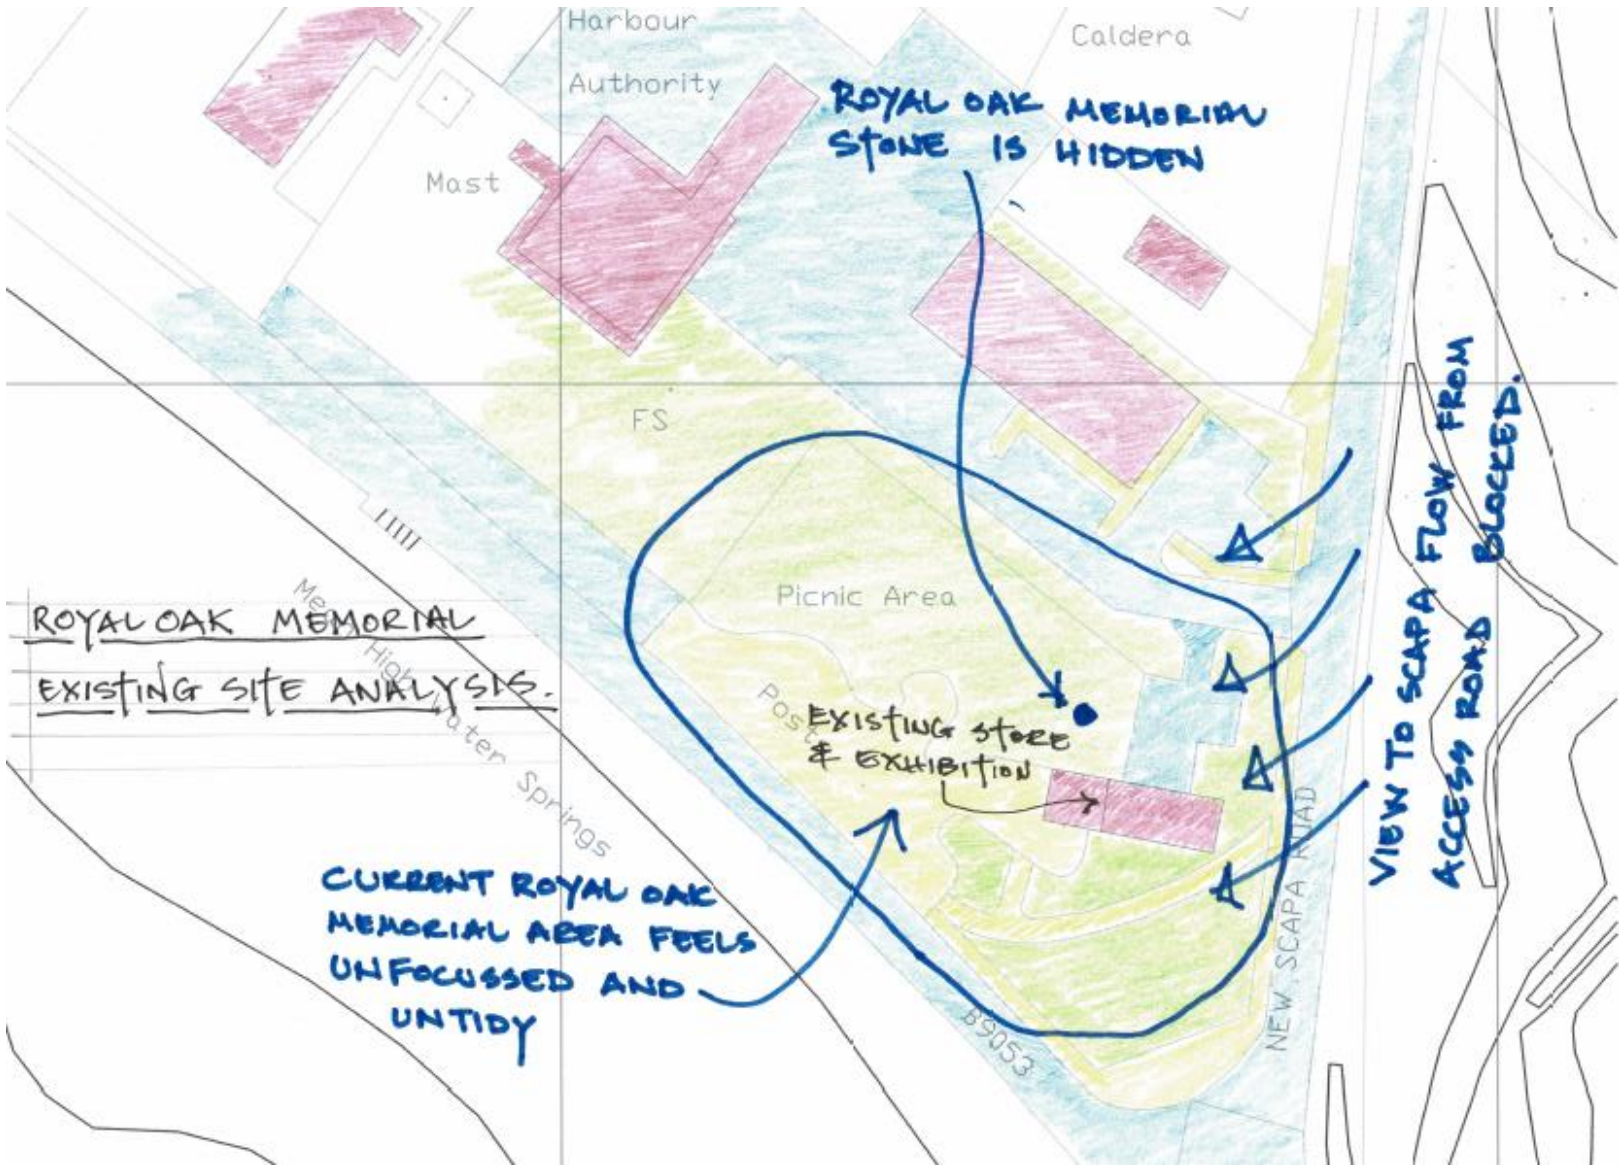 Harbour
Authority
Caldera
Mast
ROYAL OAK MEMORIAL
STONE IS HIDDEN
FS
VIEW TO SCAPA FLOW FROM
ACCESS ROAD BLOCKED.
Picnic Area
ROYAL OAK MEMORIAL
EXISTING SITE ANALYSIS.
High Water Springs
EXISTING STORE
& EXHIBITION
CURRENT ROYAL OAK
MEMORIAL AREA FEELS
UNFOCUSSED AND
UNTIDY
B9053
NEW SCAPA ROAD